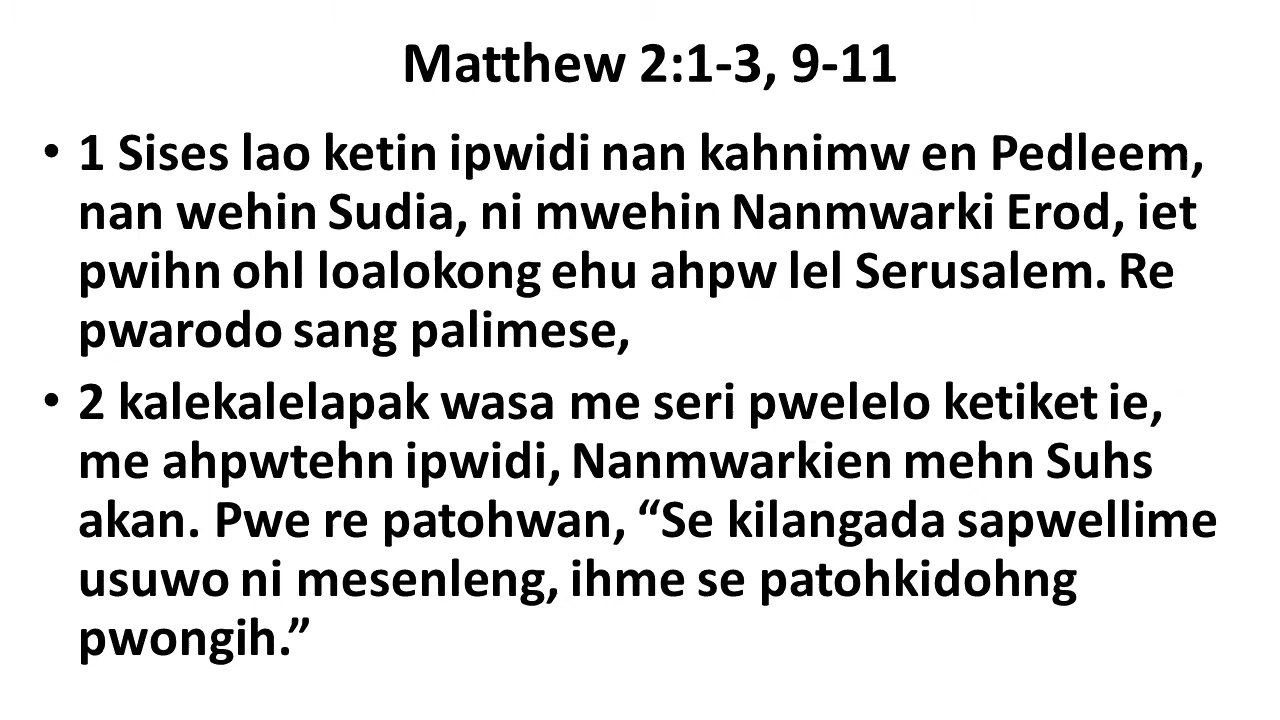 Matthew 2:1-3, 9-11
• 1 Sises lao ketin ipwidi nan kahnimw en Pedleem,
nan wehin Sudia, ni mwehin Nanmwarki Erod, iet
pwihn ohl loalokong ehu ahpw lel Serusalem. Re
pwarodo sang palimese,
• 2 kalekalelapak wasa me seri pwelelo ketiket ie,
me ahpwtehn ipwidi, Nanmwarkien mehn Suhs
akan. Pwe re patohwan, “Se kilangada sapwellime
usuwo ni mesenleng, ihme se patohkidohng
pwongih.”